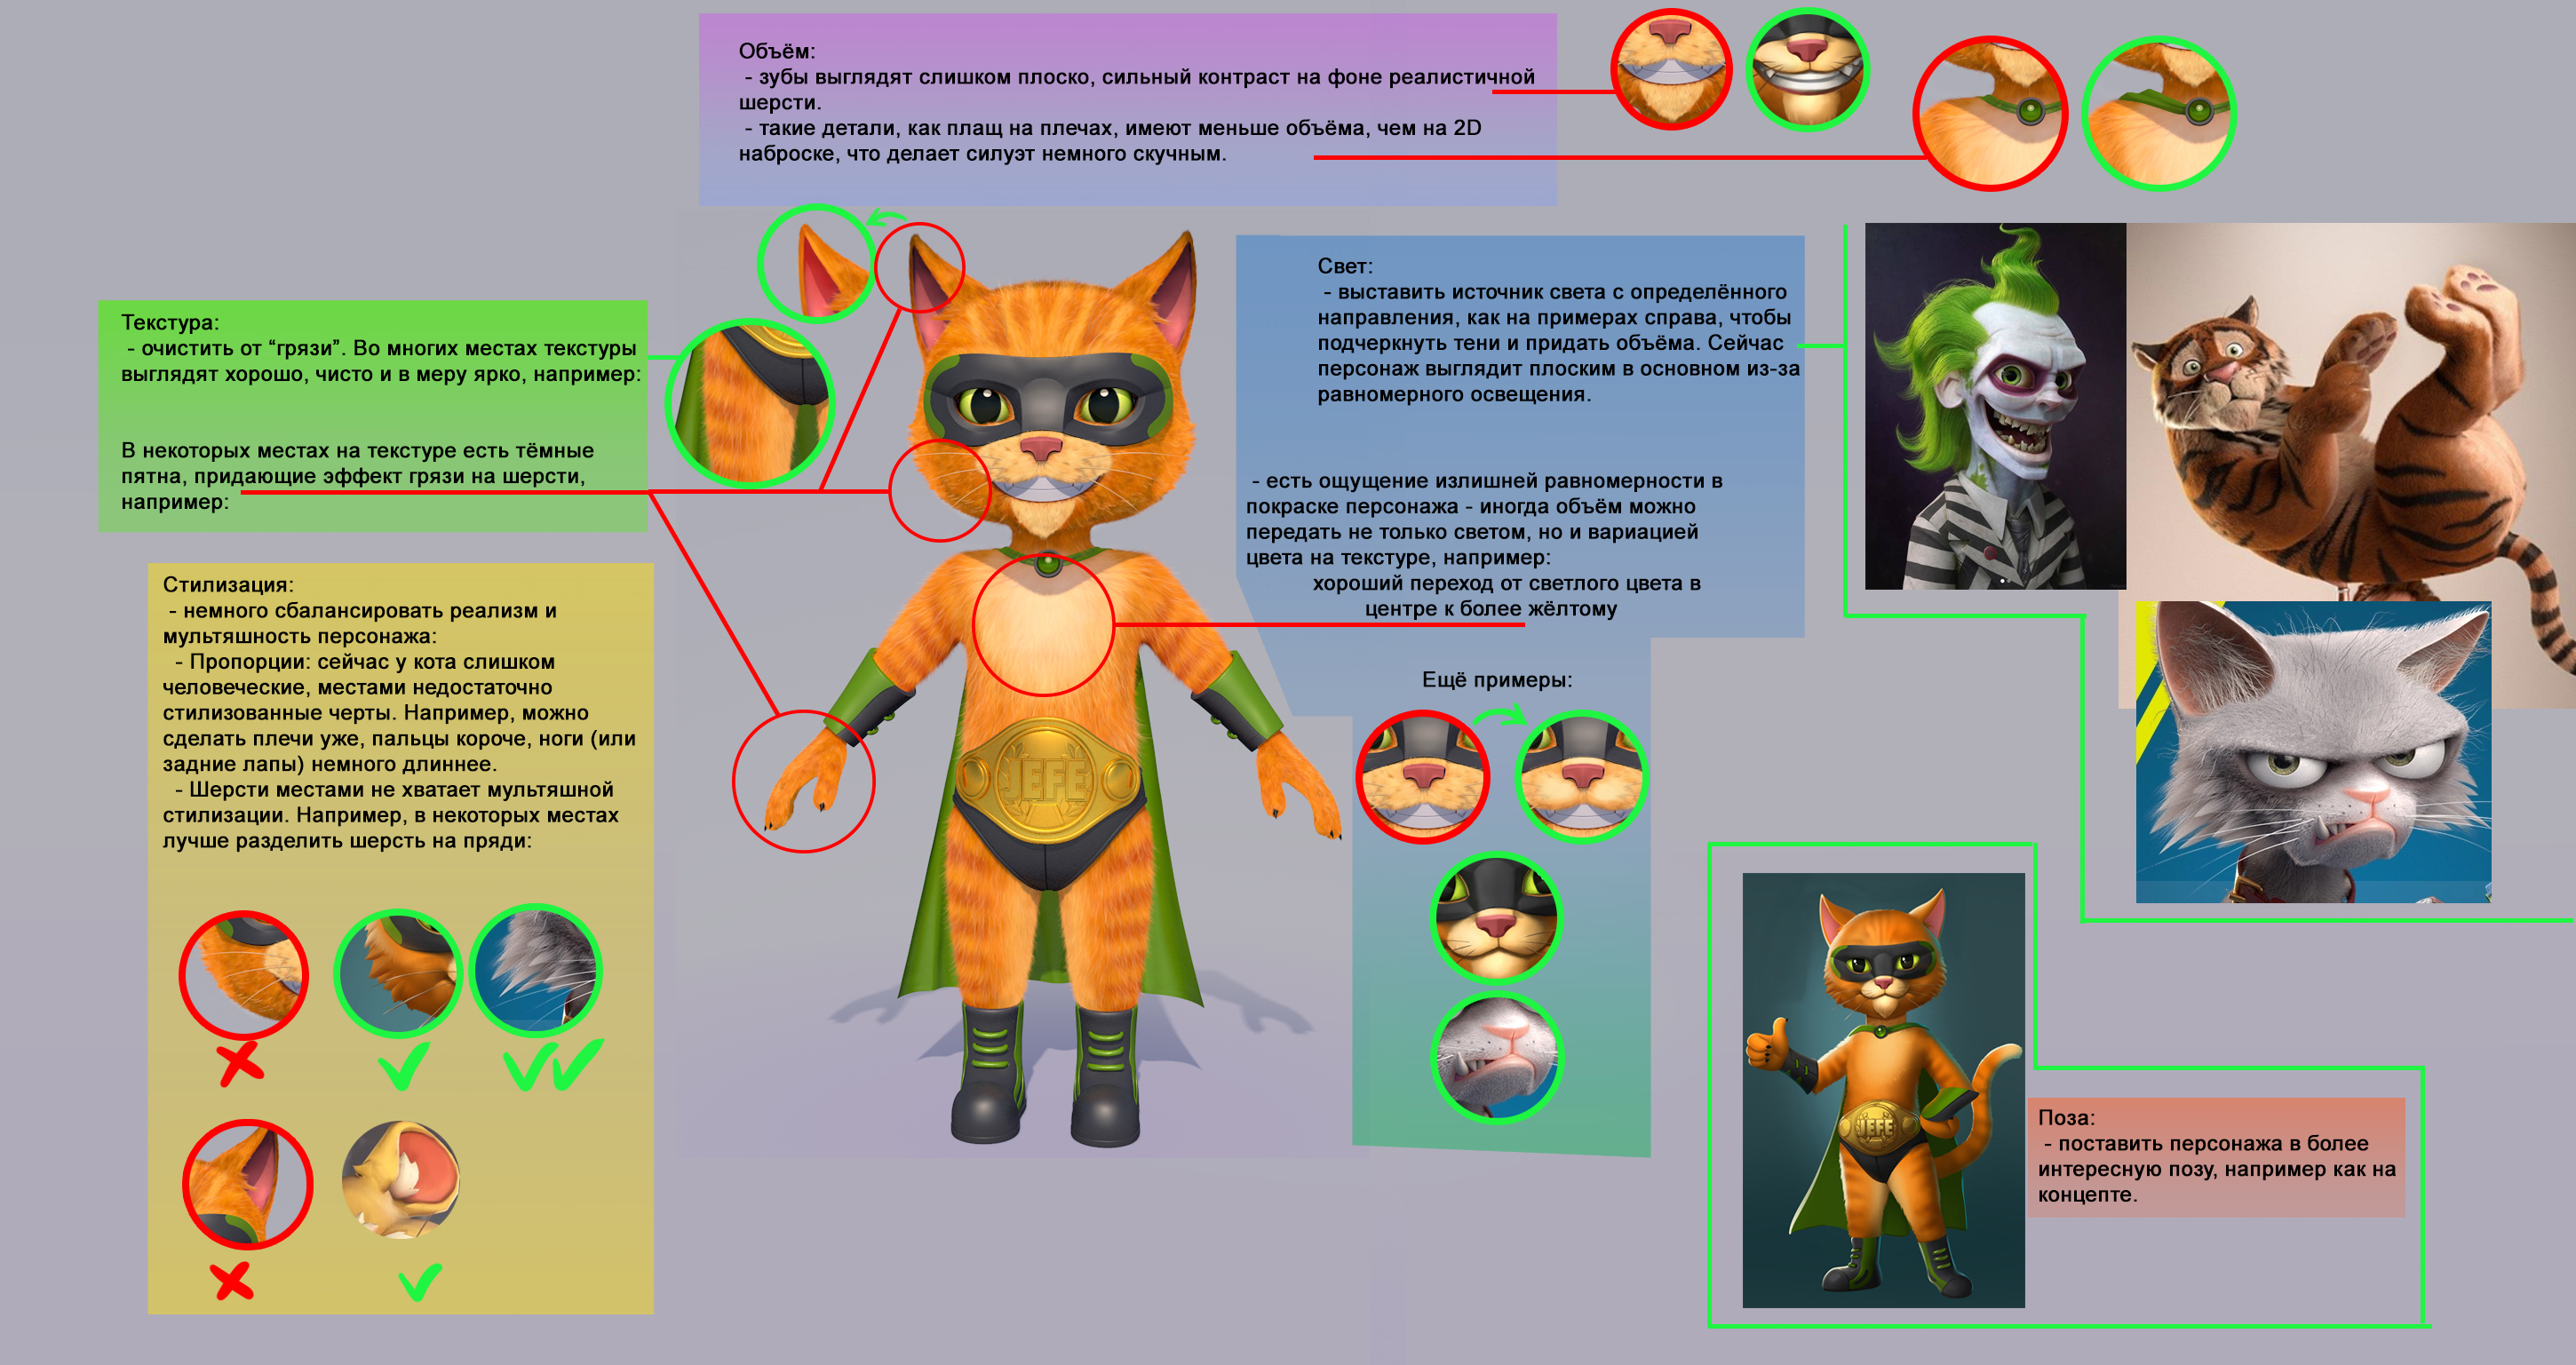 Объём:
- зубы выглядят слишком плоско, сильный контраст на фоне реалистичной
шерсти.
- такие детали, как плащ на плечах, имеют меньше объёма, чем на 2D
наброске, что делает силуэт немного скучным.
Текстура:
- очистить от “грязи”. Во многих местах текстуры
выглядят хорошо, чисто и в меру ярко, например:
В некоторых местах на текстуре есть тёмные
пятна, придающие эффект грязи на шерсти,
например:
Стилизация:
- немного сбалансировать реализм и
мультяшность персонажа:
- Пропорции: сейчас у кота слишком
человеческие, местами недостаточно
стилизованные черты. Например, можно
сделать плечи уже, пальцы короче, ноги (или
задние лапы) немного длиннее.
- Шерсти местами не хватает мультяшной
стилизации. Например, в некоторых местах
лучше разделить шерсть на пряди:
JEFE
Свет:
- выставить источник света с определённого
направления, как на примерах справа, чтобы
подчеркнуть тени и придать объёма. Сейчас
персонаж выглядит плоским в основном из-за
равномерного освещения.
- есть ощущение излишней равномерности в
покраске персонажа - иногда объём можно
передать не только светом, но и вариацией
цвета на текстуре, например:
хороший переход от светлого цвета в
центре к более жёлтому
Ещё примеры:
JEFE
Поза:
- поставить персонажа в более
интересную позу, например как на
концепте.